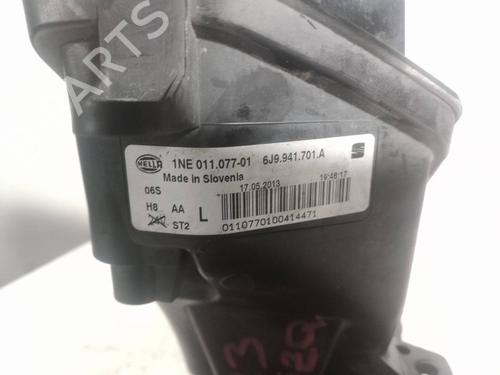 ARTS
HELLA 1NE 011.077-01 6J9.941.701.A
Made in Slovenia
06S 17.05.2013 19:48:17
H8 AA L
ST2 0110770100414471
M